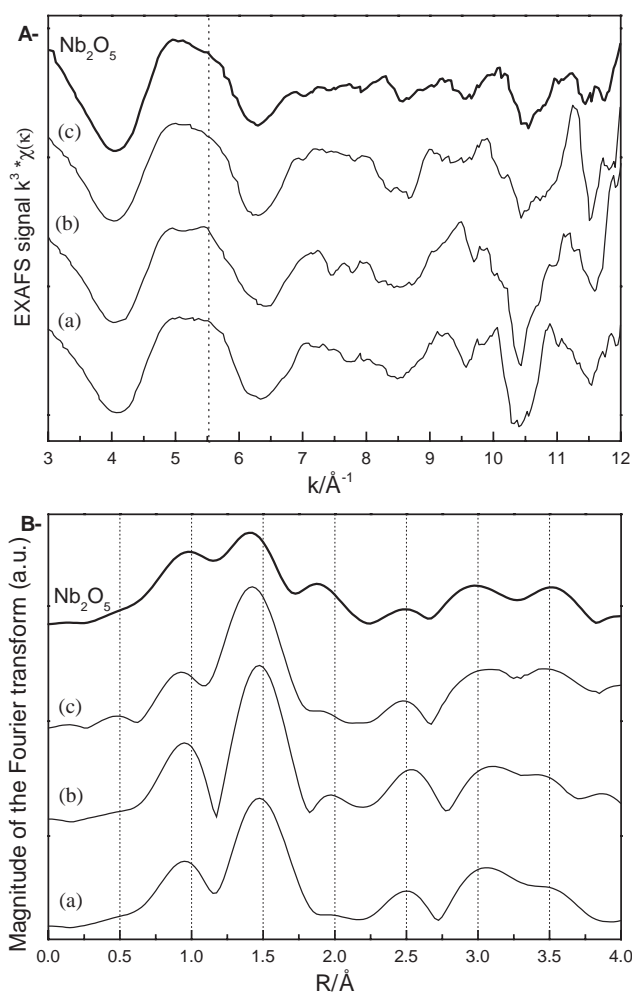 A-
Nb₂O₅
(c)
(b)
(a)
EXAFS signal k³ *χ(κ)
3 4 5 6 7 8 9 10 11 12
k/Å⁻¹
B-
Nb₂O₅
(c)
(b)
(a)
Magnitude of the Fourier transform (a.u.)
0.0 0.5 1.0 1.5 2.0 2.5 3.0 3.5 4.0
R/Å